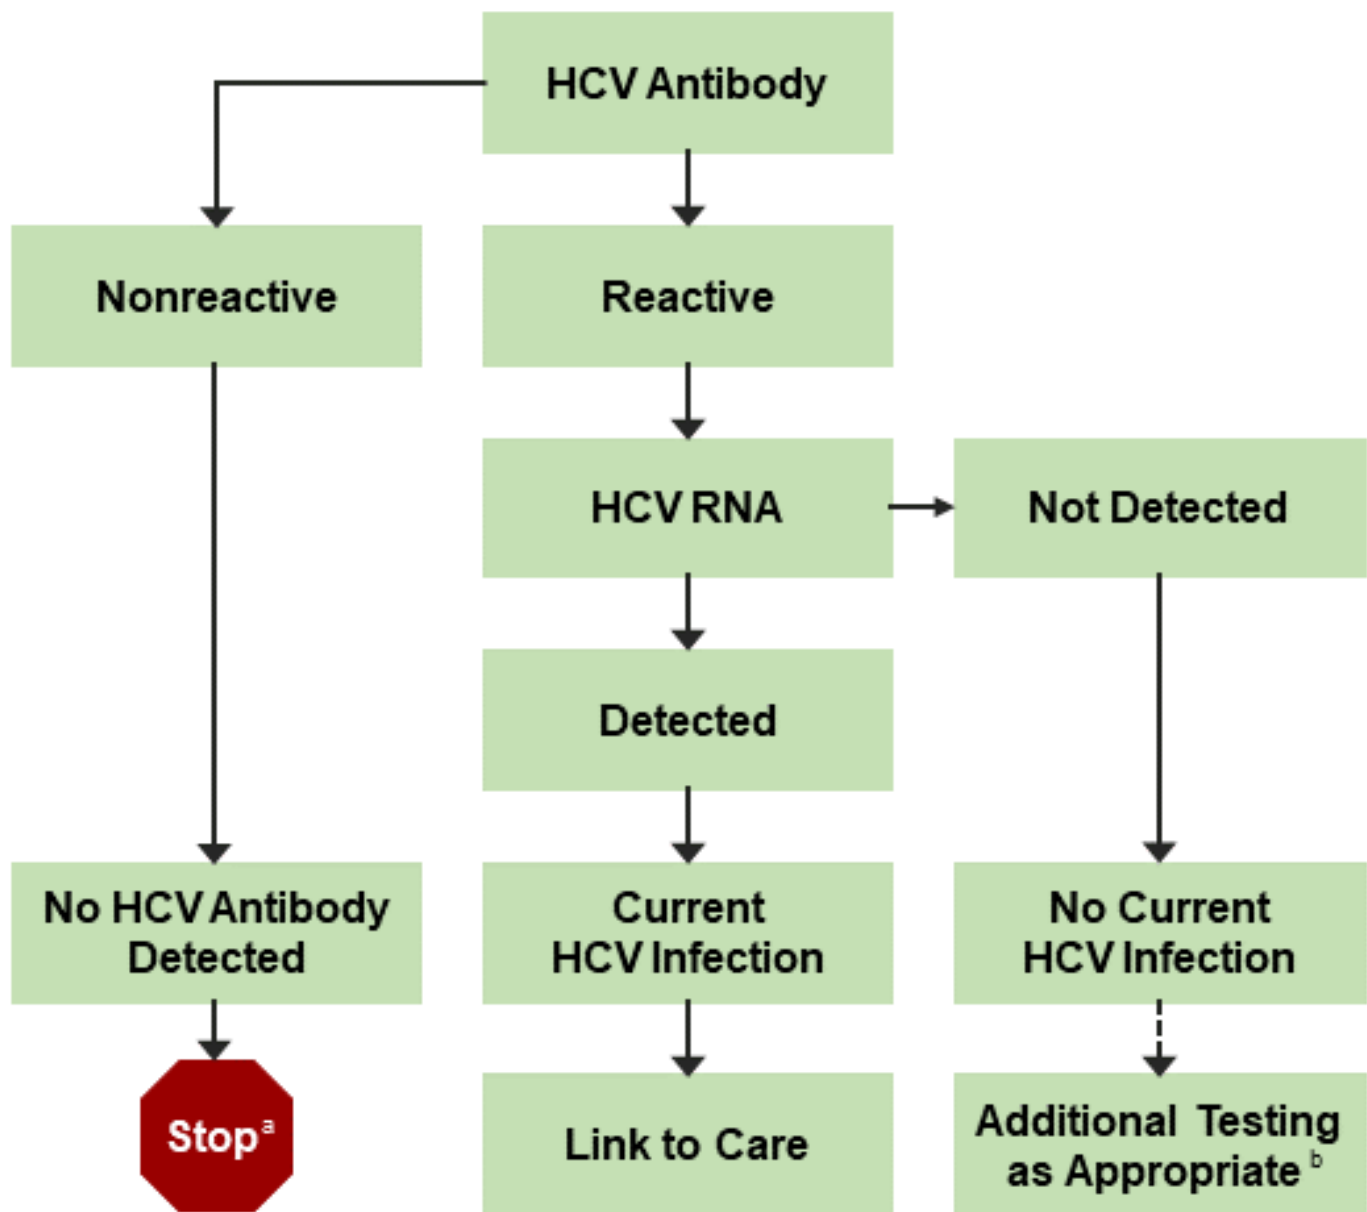 HCV Antibody
Nonreactive
Reactive
HCV RNA
Not Detected
Detected
No HCV Antibody
Detected
Current
HCV Infection
No Current
HCV Infection
Stop a
Link to Care
Additional Testing
as Appropriate b